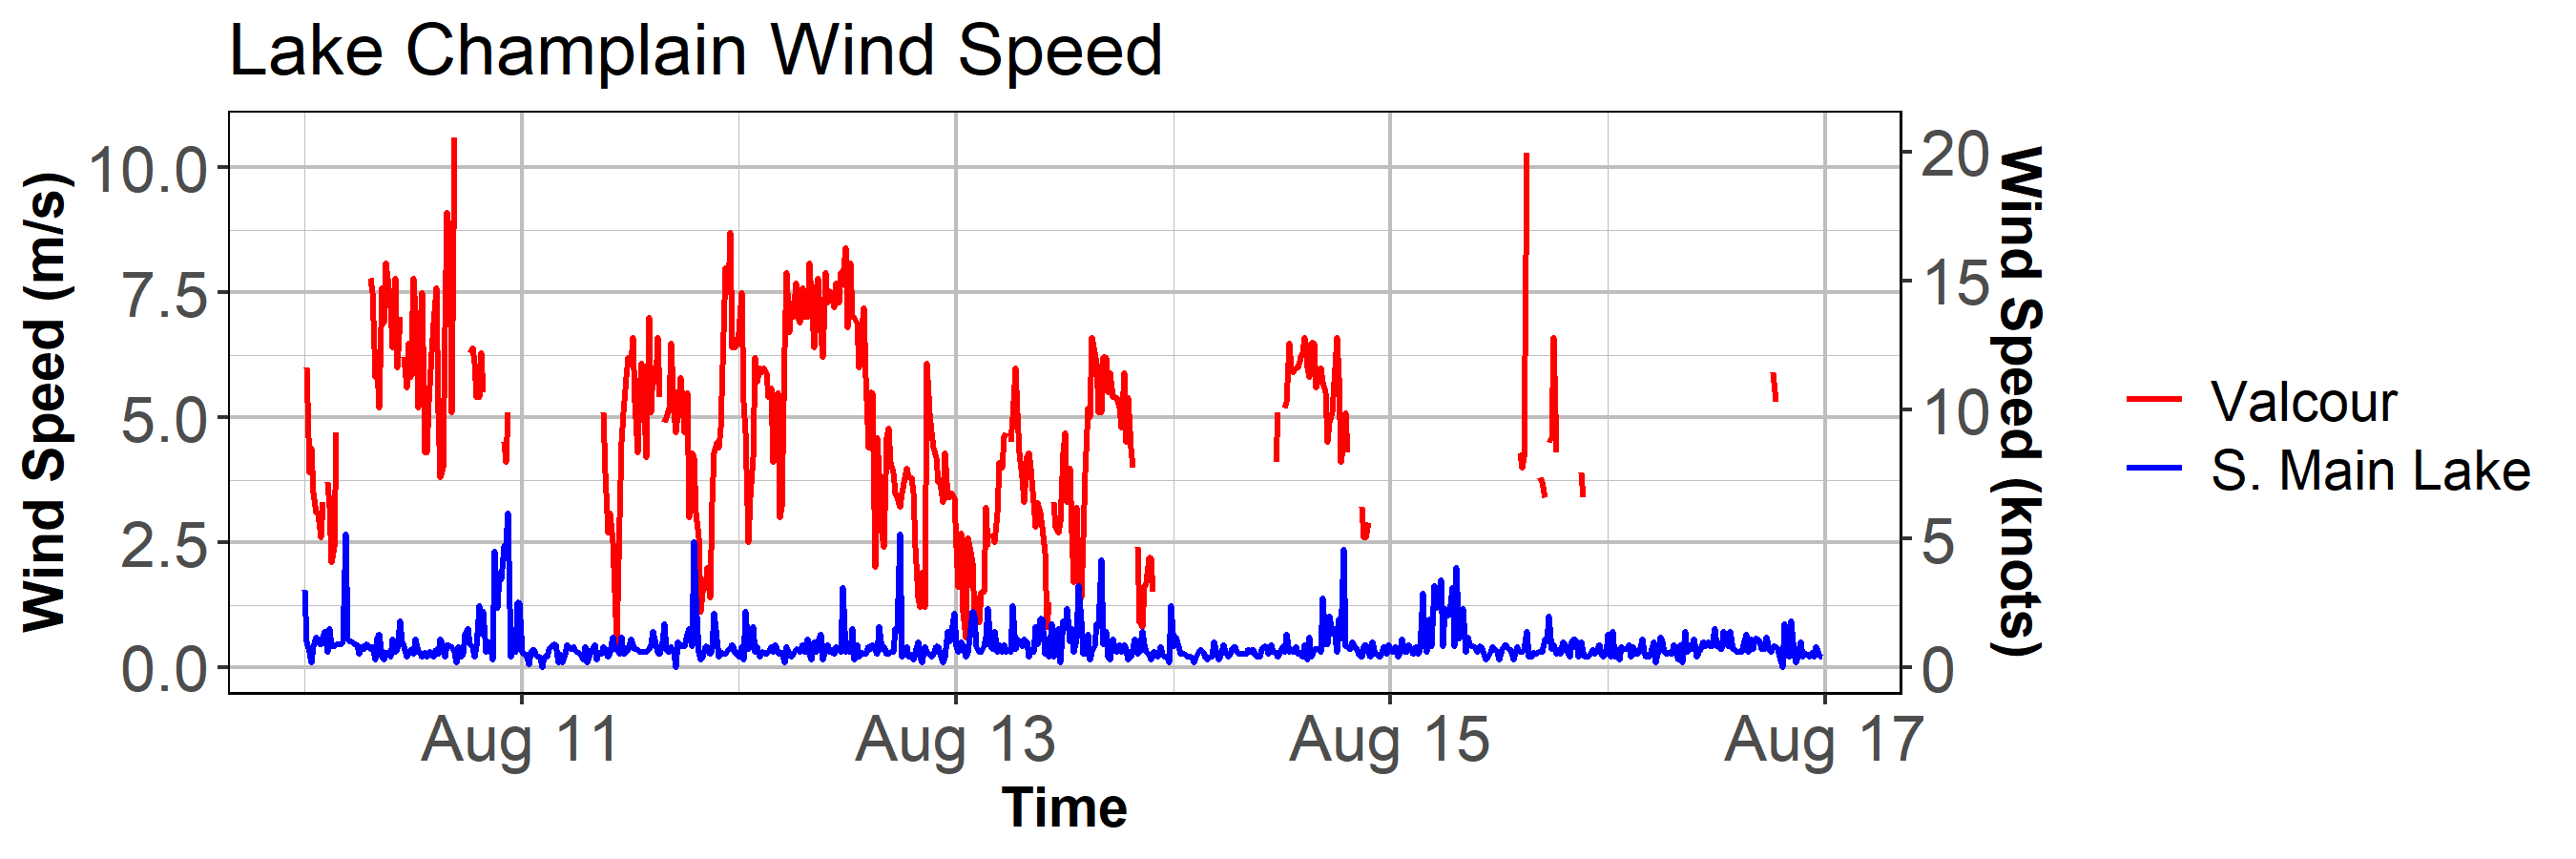 Lake Champlain Wind Speed
Wind Speed (m/s)
10.0
7.5
5.0
2.5
0.0
20
15
10
5
0
Wind Speed (knots)
Aug 11
Aug 13
Aug 15
Aug 17
Time
Valcour
S. Main Lake